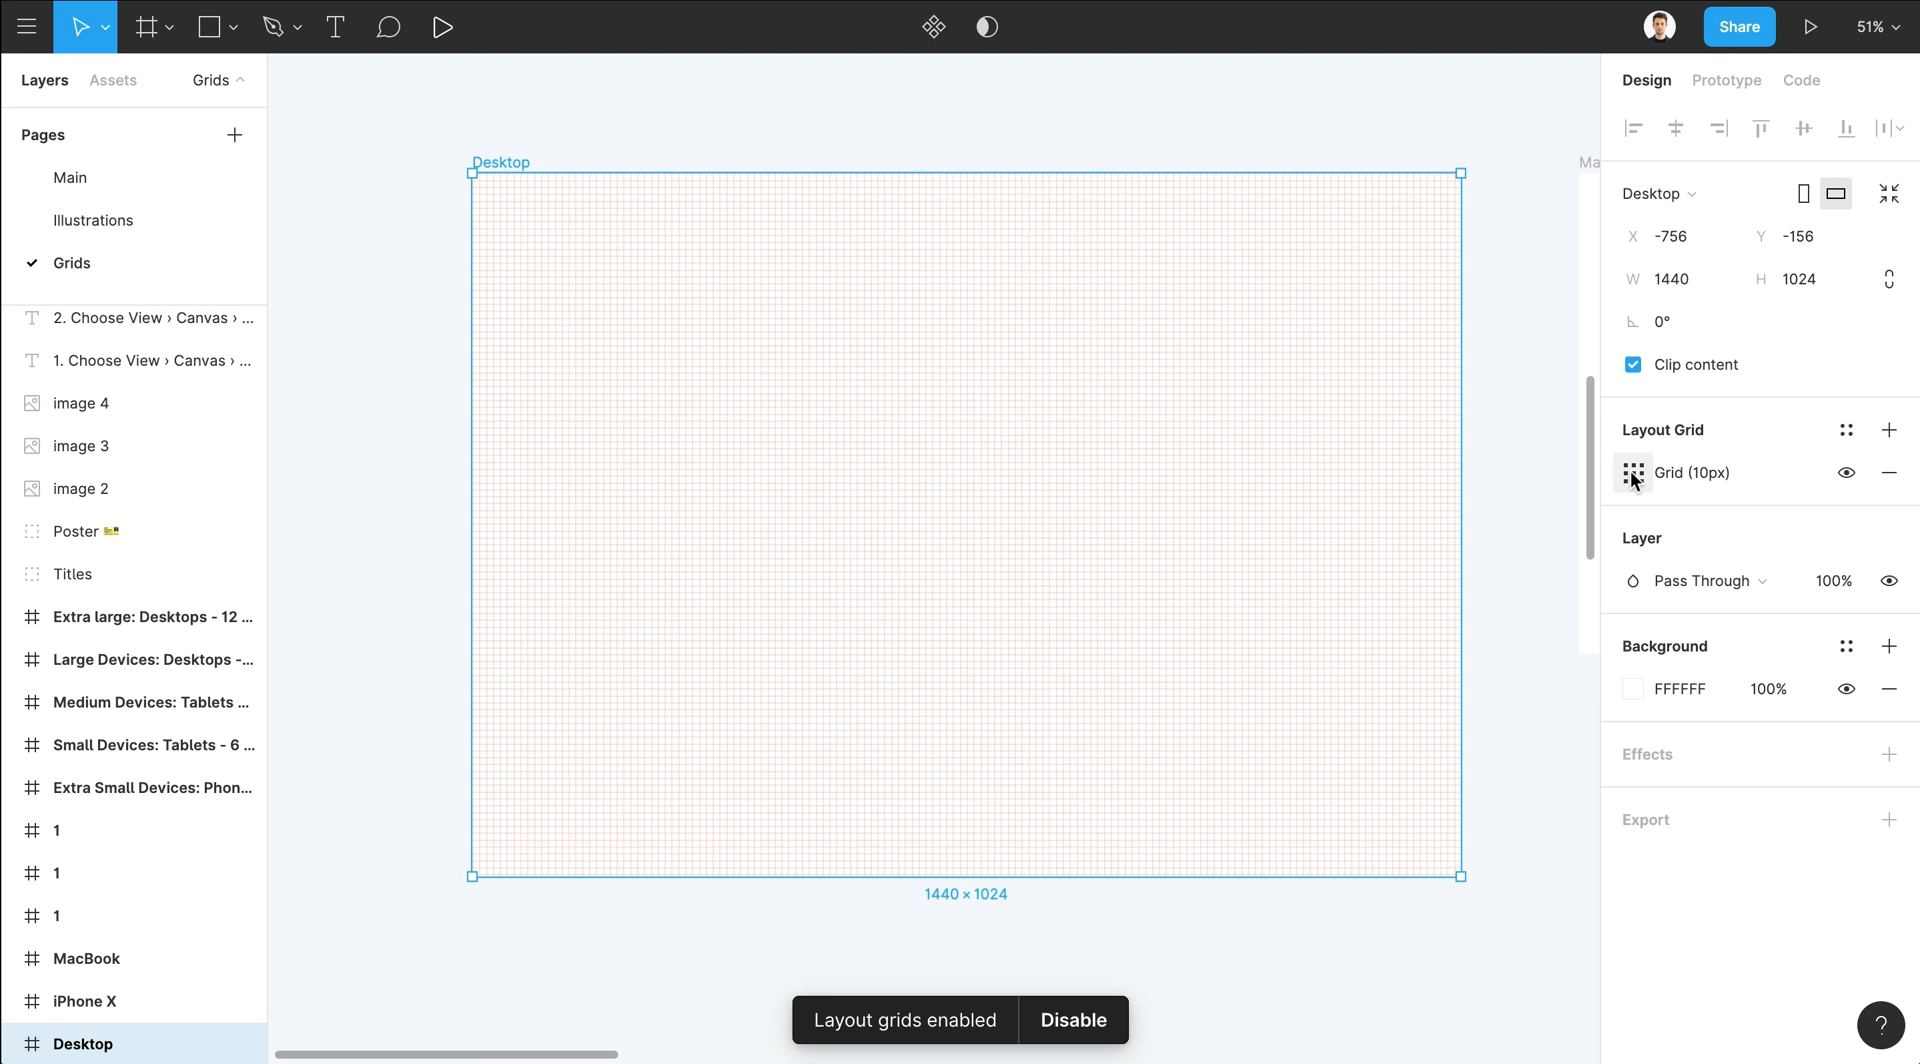 Share
51%
Layers
Assets
Grids
Pages
Main
Illustrations
Grids
2. Choose View › Canvas › ...
1. Choose View › Canvas › ...
image 4
image 3
image 2
Poster
Titles
Extra large: Desktops - 12 ...
Large Devices: Desktops -...
Medium Devices: Tablets ...
Small Devices: Tablets - 6 ...
Extra Small Devices: Phon...
1
1
1
MacBook
iPhone X
Desktop
Desktop
1440 × 1024
Ma
Layout grids enabled
Disable
Design
Prototype
Code
Desktop
X -756
Y -156
W 1440
H 1024
0°
Clip content
Layout Grid
Grid (10px)
Layer
Pass Through
100%
Background
FFFFFF
100%
Effects
Export
?